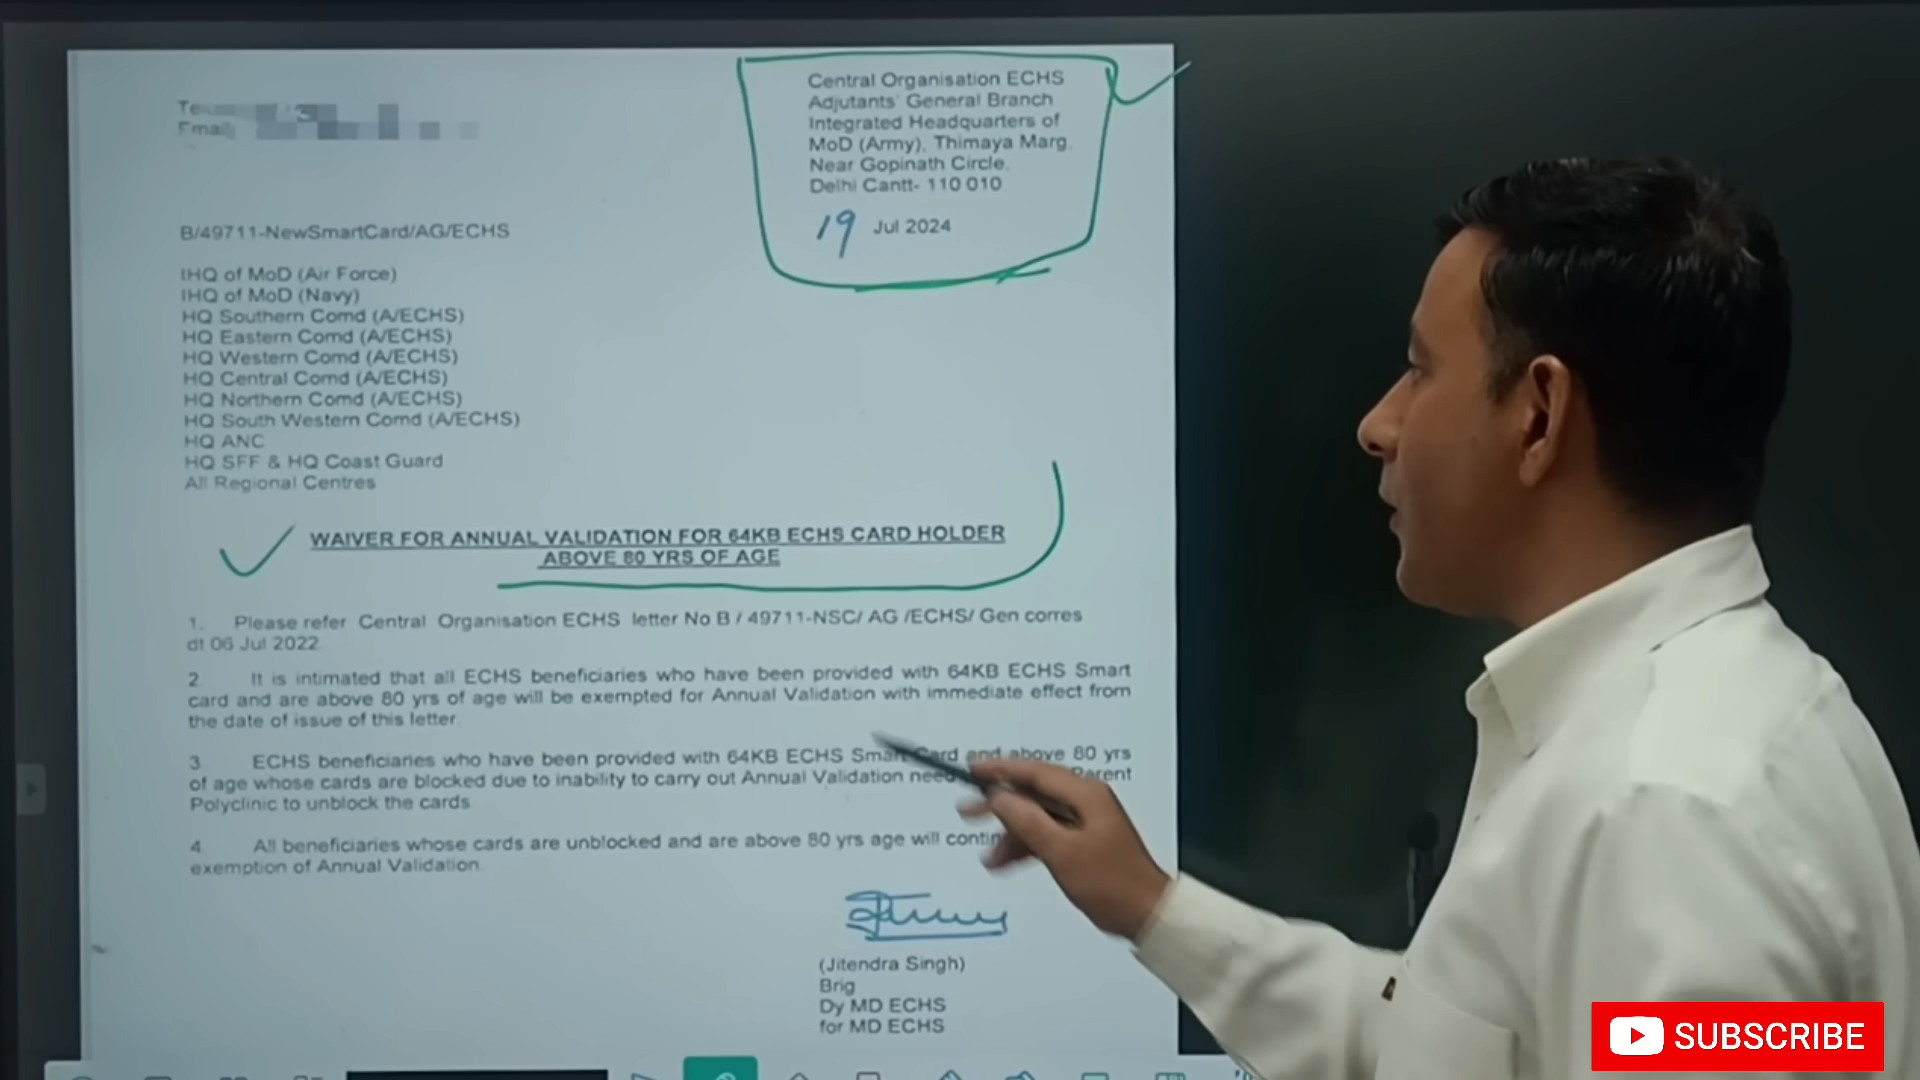 Central Organisation ECHS
Adjutants' General Branch
Integrated Headquarters of
MoD (Army), Thimaya Marg,
Near Gopinath Circle,
Delhi Cantt- 110 010
19 Jul 2024
B/49711-NewSmartCard/AG/ECHS
IHQ of MoD (Air Force)
IHQ of MoD (Navy)
HQ Southern Comd (A/ECHS)
HQ Eastern Comd (A/ECHS)
HQ Western Comd (A/ECHS)
HQ Central Comd (A/ECHS)
HQ Northern Comd (A/ECHS)
HQ South Western Comd (A/ECHS)
HQ ANC
HQ SFF & HQ Coast Guard
All Regional Centres
WAIVER FOR ANNUAL VALIDATION FOR 64KB ECHS CARD HOLDER
ABOVE 80 YRS OF AGE
1. Please refer Central Organisation ECHS letter No B / 49711-NSC/ AG /ECHS/ Gen corres
dt 06 Jul 2022
2. It is intimated that all ECHS beneficiaries who have been provided with 64KB ECHS Smart
card and are above 80 yrs of age will be exempted for Annual Validation with immediate effect from
the date of issue of this letter.
3. ECHS beneficiaries who have been provided with 64KB ECHS Smart Card and above 80 yrs
of age whose cards are blocked due to inability to carry out Annual Validation need Parent
Polyclinic to unblock the cards
4. All beneficiaries whose cards are unblocked and are above 80 yrs age will
exemption of Annual Validation.
(Jitendra Singh)
Brig
Dy MD ECHS
for MD ECHS
SUBSCRIBE